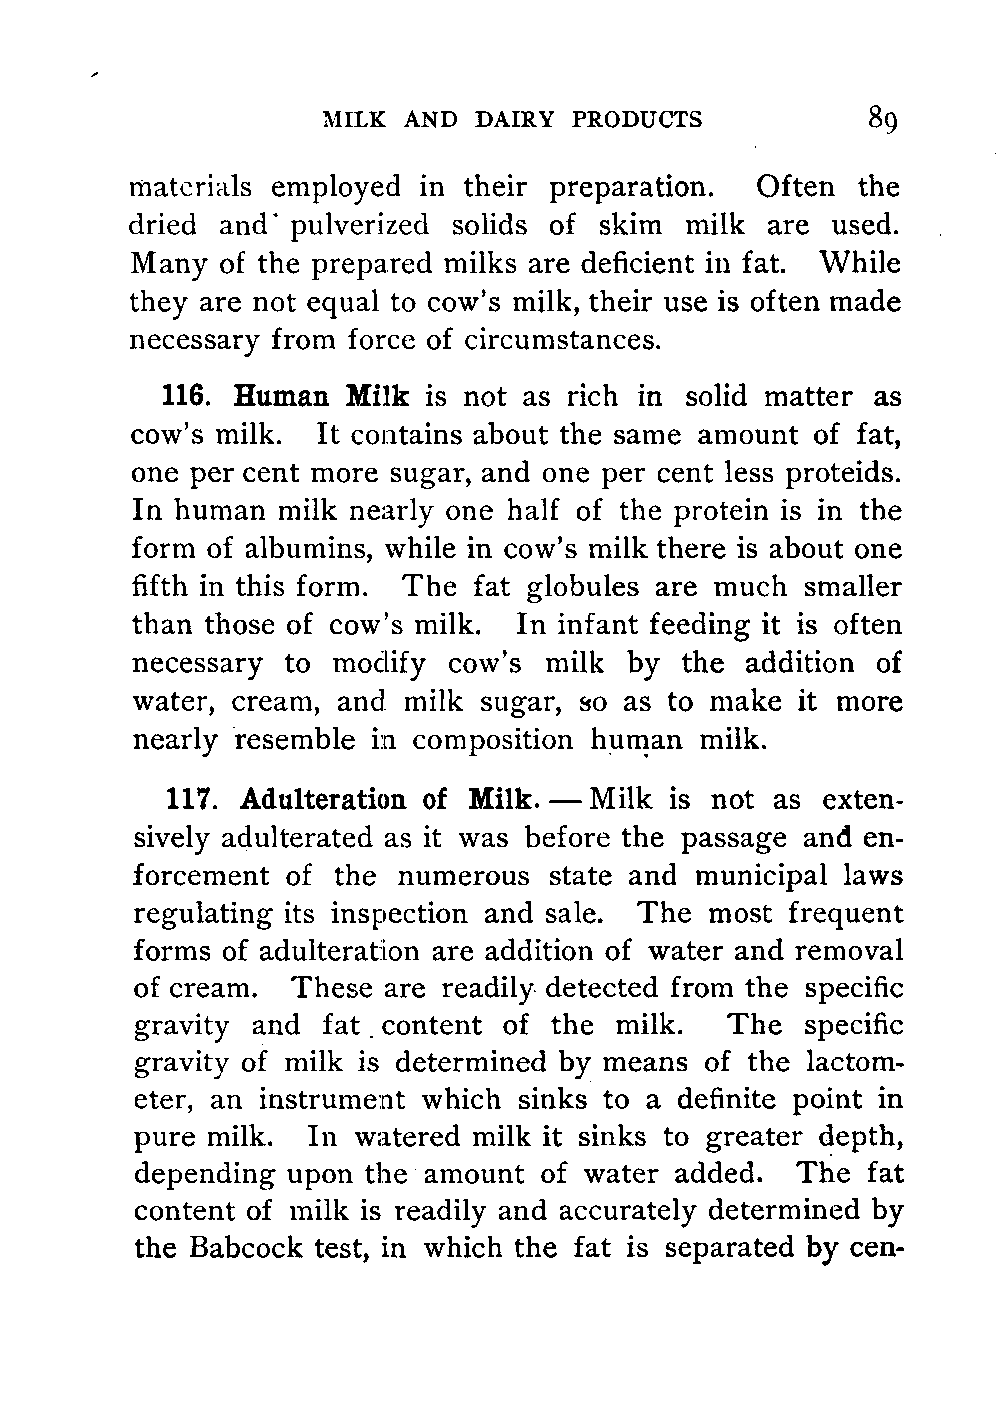 MILK AND DAIRY PRODUCTS 89
materials employed in their preparation. Often the
dried and pulverized solids of skim milk are used.
Many of the prepared milks are deficient in fat. While
they are not equal to cow's milk, their use is often made
necessary from force of circumstances.
116. Human Milk is not as rich in solid matter as
cow's milk. It contains about the same amount of fat,
one per cent more sugar, and one per cent less proteids.
In human milk nearly one half of the protein is in the
form of albumins, while in cow's milk there is about one
fifth in this form. The fat globules are much smaller
than those of cow's milk. In infant feeding it is often
necessary to modify cow's milk by the addition of
water, cream, and milk sugar, so as to make it more
nearly resemble in composition human milk.
117. Adulteration of Milk. — Milk is not as exten-
sively adulterated as it was before the passage and en-
forcement of the numerous state and municipal laws
regulating its inspection and sale. The most frequent
forms of adulteration are addition of water and removal
of cream. These are readily detected from the specific
gravity and fat content of the milk. The specific
gravity of milk is determined by means of the lactom-
eter, an instrument which sinks to a definite point in
pure milk. In watered milk it sinks to greater depth,
depending upon the amount of water added. The fat
content of milk is readily and accurately determined by
the Babcock test, in which the fat is separated by cen-